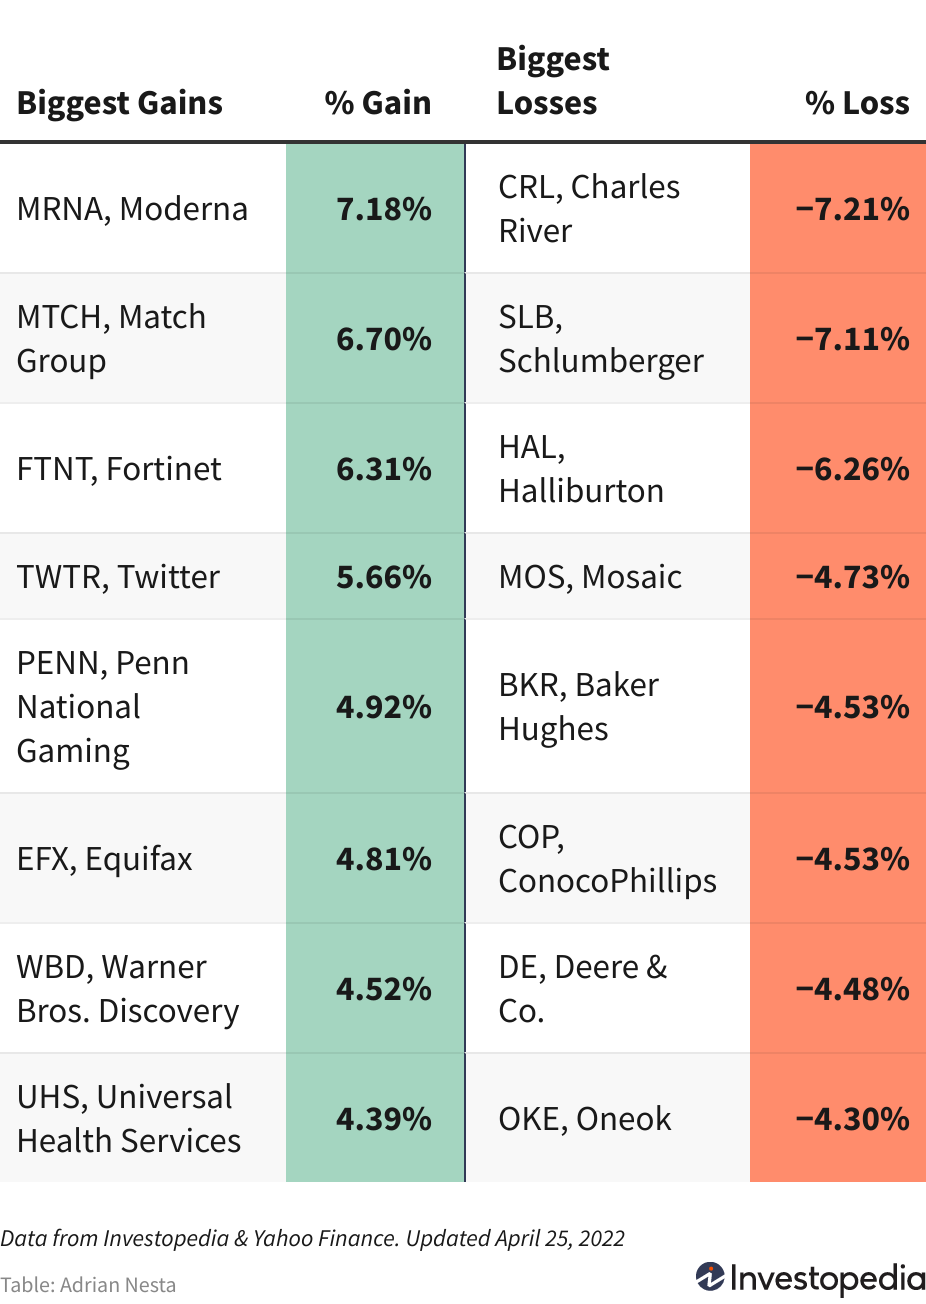 Biggest Gains % Gain Biggest Losses % Loss
MRNA, Moderna 7.18% CRL, Charles River −7.21%
MTCH, Match Group 6.70% SLB, Schlumberger −7.11%
FTNT, Fortinet 6.31% HAL, Halliburton −6.26%
TWTR, Twitter 5.66% MOS, Mosaic −4.73%
PENN, Penn National Gaming 4.92% BKR, Baker Hughes −4.53%
EFX, Equifax 4.81% COP, ConocoPhillips −4.53%
WBD, Warner Bros. Discovery 4.52% DE, Deere & Co. −4.48%
UHS, Universal Health Services 4.39% OKE, Oneok −4.30%
Data from Investopedia & Yahoo Finance. Updated April 25, 2022
Table: Adrian Nesta
Investopedia